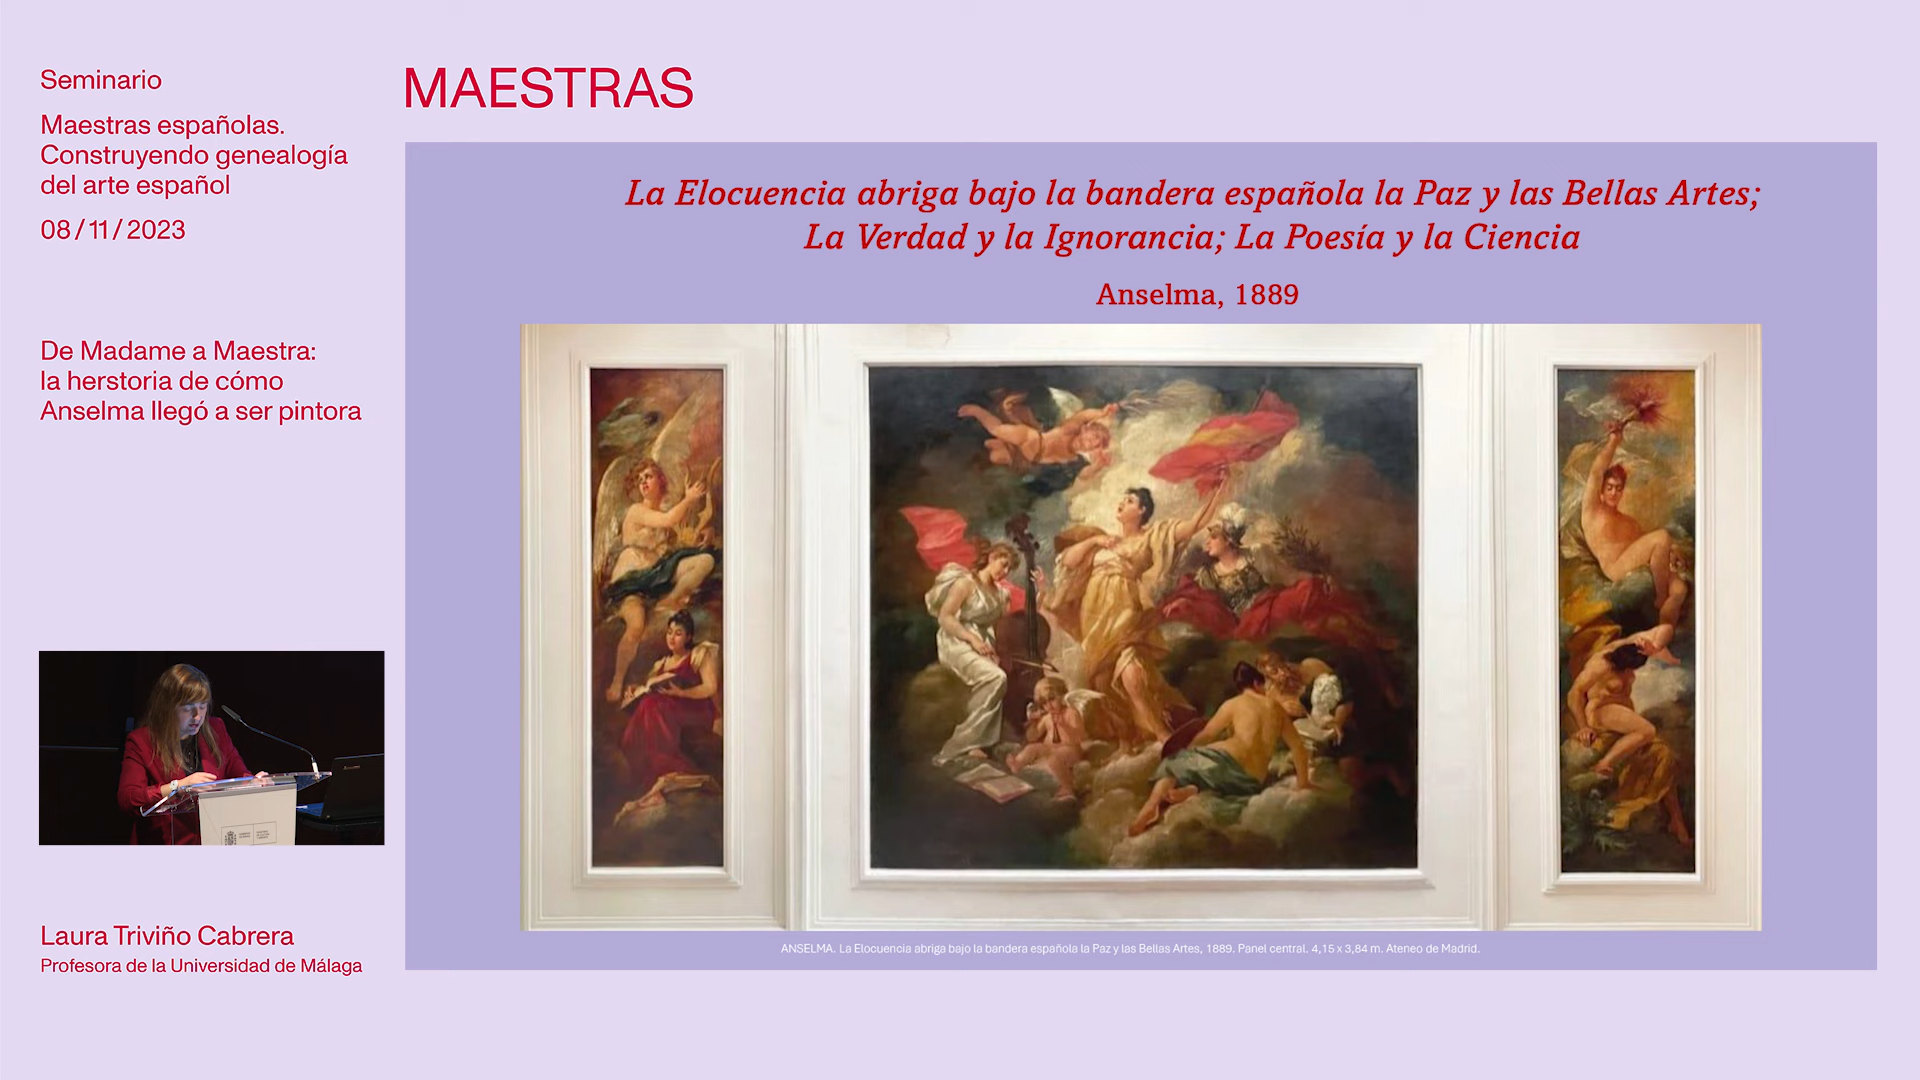 Seminario
Maestras españolas.
Construyendo genealogía
del arte español
08/11/2023
De Madame a Maestra:
la herstoria de cómo
Anselma llegó a ser pintora
Laura Triviño Cabrera
Profesora de la Universidad de Málaga
MAESTRAS
La Elocuencia abriga bajo la bandera española la Paz y las Bellas Artes;
La Verdad y la Ignorancia; La Poesía y la Ciencia
Anselma, 1889
ANSELMA. La Elocuencia abriga bajo la bandera española la Paz y las Bellas Artes, 1889. Panel central. 4,15 x 3,84 m. Ateneo de Madrid.